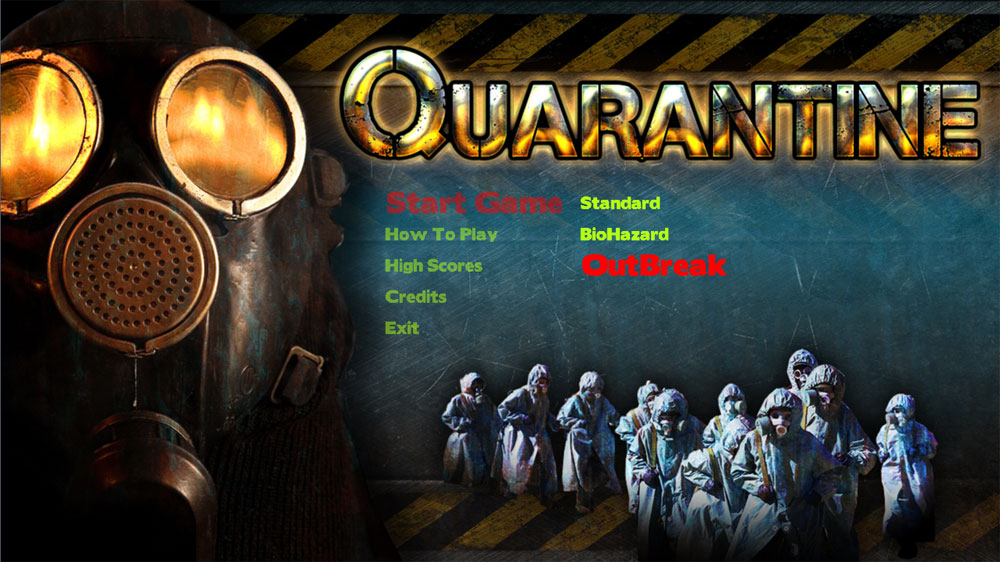 Quarantine
Start Game
How To Play
High Scores
Credits
Exit
Standard
BioHazard
OutBreak